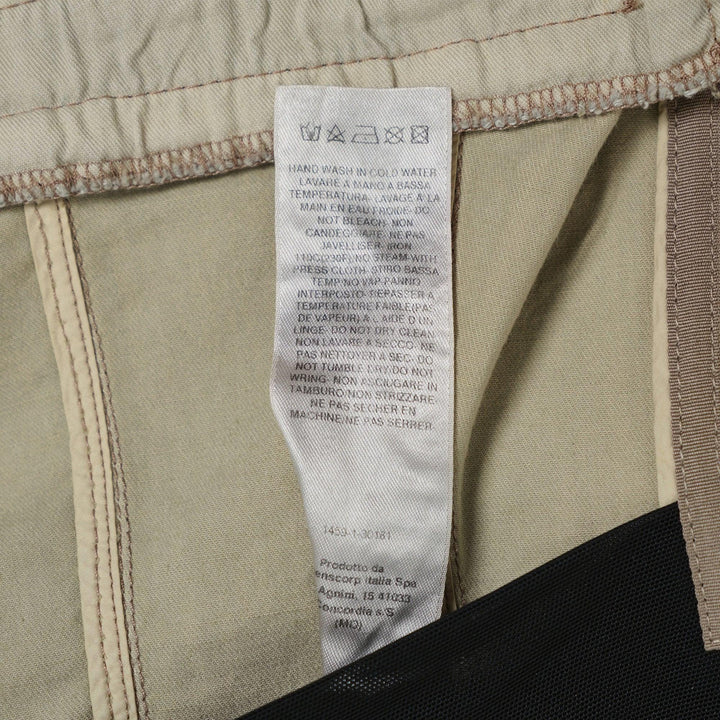 HAND WASH IN COLD WATER
LAVARE A MANO A BASSA
TEMPERATURA- LAVAGE À LA
MAIN EN EAU FROIDE- DO
NOT BLEACH- NON
CANDEGGIARE- NE PAS
JAVELLISER- IRON
110C(230F),NO STEAM-WITH
PRESS CLOTH- STIRO BASSA
TEMP.NO VAP.PANNO
INTERPOSTO- REPASSER À
TEMPERATURE FAIBLE(PAS
DE VAPEUR) À L'AIDE D'UN
LINGE- DO NOT DRY CLEAN
NON LAVARE A SECCO- NE
PAS NETTOYER A SEC- DO
NOT TUMBLE DRY/DO NOT
WRING- NON ASCIUGARE IN
TAMBURO/NON STRIZZARE
NE PAS SECHER EN
MACHINE/NE PAS SERRER
1459-1-30181
Prodotto da
enscorp Italia Spa
Agnini, 15 41033
Concordia s/S
(MO)